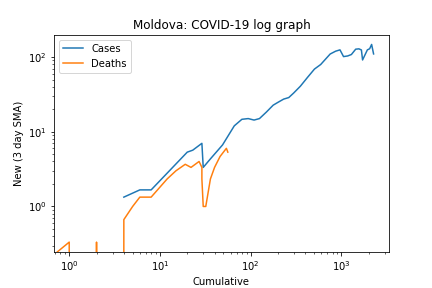 Moldova: COVID-19 log graph
Cases
Deaths
New (3 day SMA)
10²
10¹
10⁰
10⁰ 10¹ 10² 10³
Cumulative